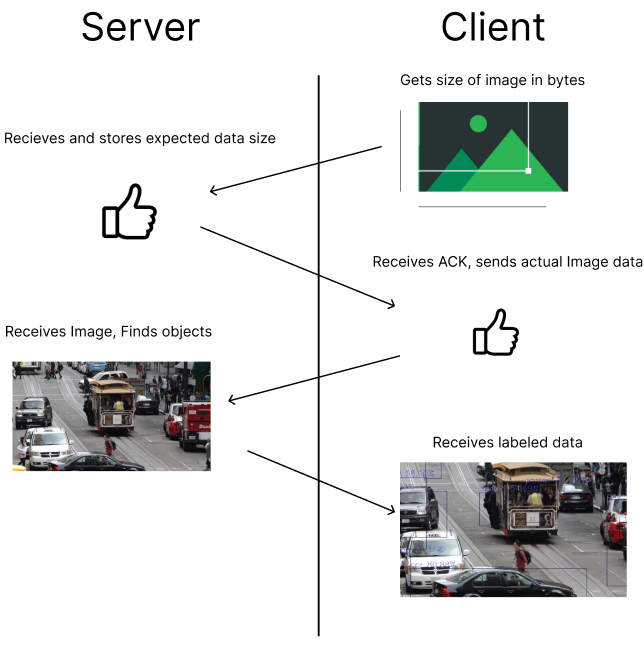 Server
Client
Gets size of image in bytes
Recieves and stores expected data size
Receives ACK, sends actual Image data
Receives Image, Finds objects
Receives labeled data